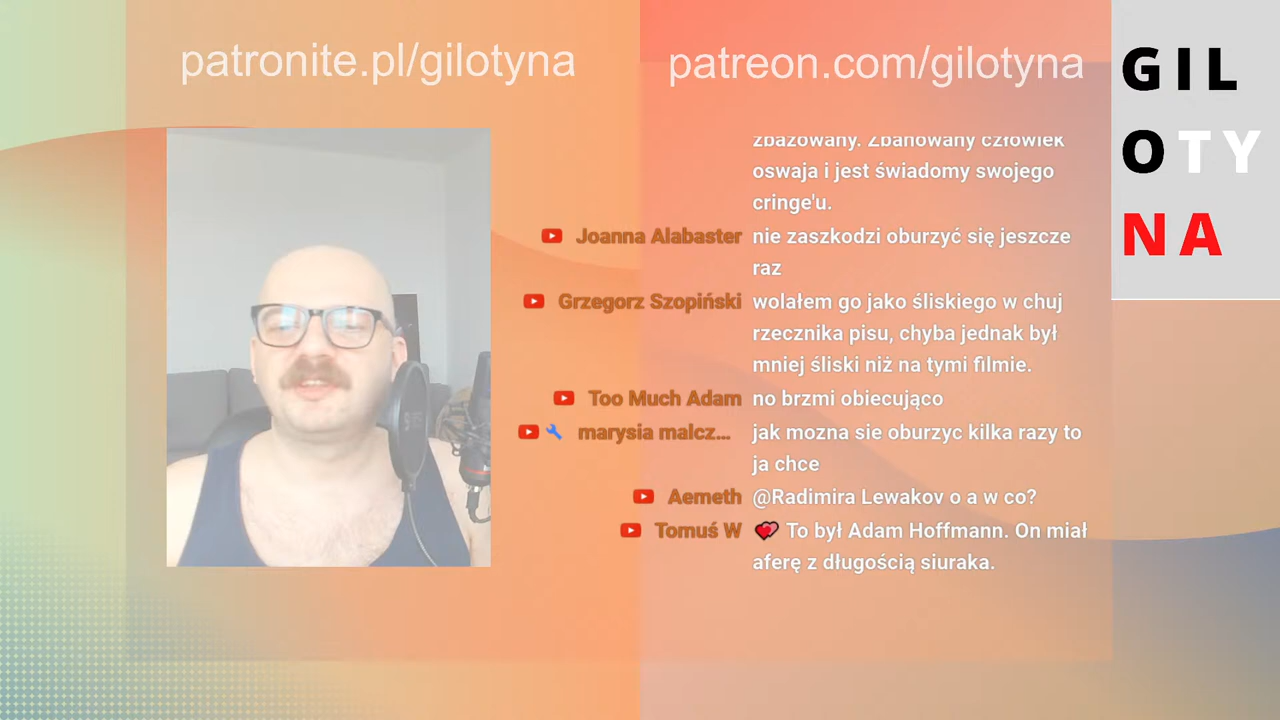 patronite.pl/gilotyna
patreon.com/gilotyna
GIL
OTY
NA
zbazowany. Zbanowany człowiek
oswaja i jest świadomy swojego
cringe'u.
Joanna Alabaster nie zaszkodzi oburzyć się jeszcze
raz
Grzegorz Szopiński wolałem go jako śliskiego w chuj
rzecznika pisu, chyba jednak był
mniej śliski niż na tymi filmie.
Too Much Adam no brzmi obiecująco
marysia malcz... jak mozna sie oburzyc kilka razy to
ja chce
Aemeth @Radimira Lewakov o a w co?
Tomuś W 💕 To był Adam Hoffmann. On miał
aferę z długością siuraka.